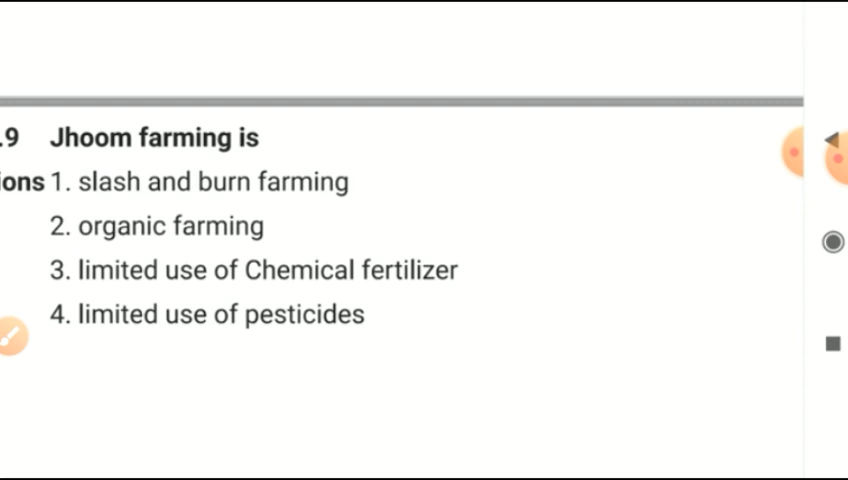 .9 Jhoom farming is
ions 1. slash and burn farming
2. organic farming
3. limited use of Chemical fertilizer
4. limited use of pesticides